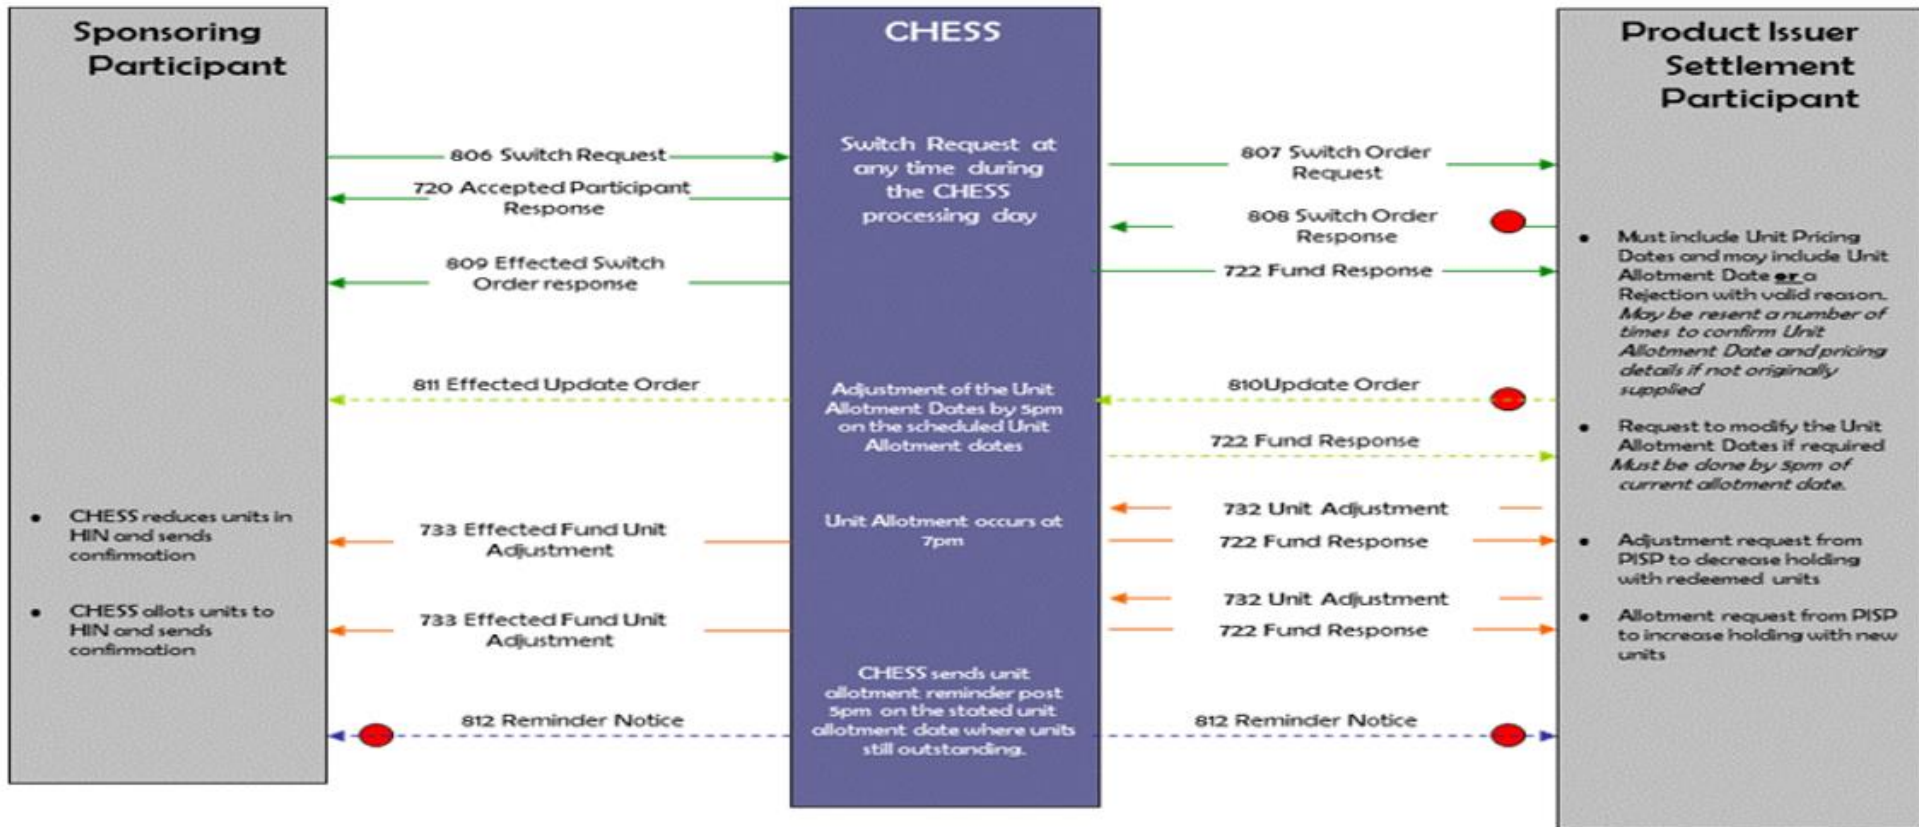 Sponsoring
Participant
806 Switch Request
720 Accepted Participant
Response
809 Effected Switch
Order response
811 Effected Update Order
733 Effected Fund Unit
Adjustment
733 Effected Fund Unit
Adjustment
812 Reminder Notice
• CHESS reduces units in
HIN and sends
confirmation
• CHESS allots units to
HIN and sends
confirmation
CHESS
Switch Request at
any time during
the CHESS
processing day
Adjustment of the Unit
Allotment Dates by 5pm
on the scheduled Unit
Allotment dates
Unit Allotment occurs at
7pm
CHESS sends unit
allotment reminder post
5pm on the stated unit
allotment date where units
still outstanding.
807 Switch Order
Request
808 Switch Order
Response
722 Fund Response
810Update Order
722 Fund Response
732 Unit Adjustment
722 Fund Response
732 Unit Adjustment
722 Fund Response
812 Reminder Notice
Product Issuer
Settlement
Participant
• Must include Unit Pricing
Dates and may include Unit
Allotment Date or a
Rejection with valid reason.
May be resent a number of
times to confirm Unit
Allotment Date and pricing
details if not originally
supplied
• Request to modify the Unit
Allotment Dates if required
Must be done by 5pm of
current allotment date.
• Adjustment request from
PISP to decrease holding
with redeemed units
• Allotment request from PISP
to increase holding with new
units